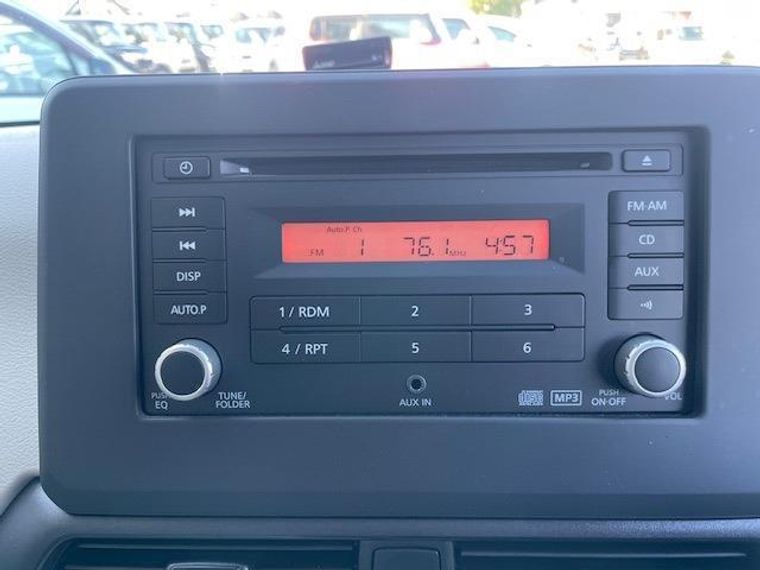 Auto.P. Ch
FM 1 76.1 MHz 4:57
FM·AM
CD
DISP
AUX
AUTO.P
1 / RDM
2
3
4 / RPT
5
6
PUSH
EQ
TUNE/
FOLDER
AUX IN
MP3
PUSH
ON·OFF
VOL